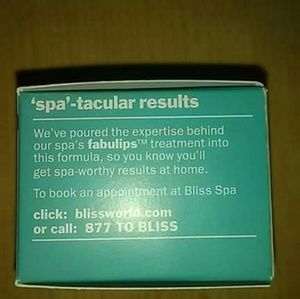 'spa'-tacular results
We've poured the expertise behind
our spa's fabulips™ treatment into
this formula, so you know you'll
get spa-worthy results at home.
To book an appointment at Bliss Spa
click: blissworld.com
or call: 877 TO BLISS